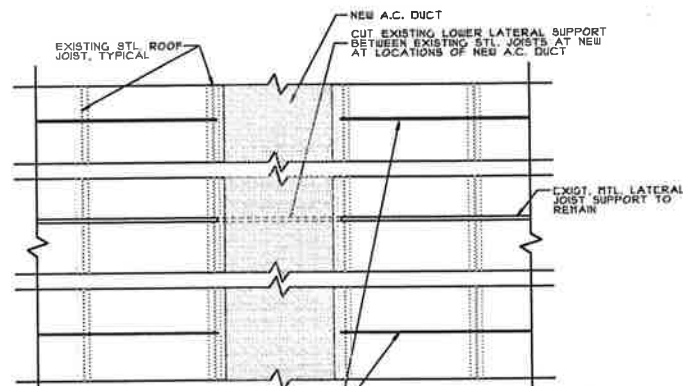 NEW A.C. DUCT
CUT EXISTING LOWER LATERAL SUPPORT
BETWEEN EXISTING STL. JOISTS AT NEW
AT LOCATIONS OF NEW A.C. DUCT
EXISTING STL. ROOF
JOIST, TYPICAL
EXIST. MTL. LATERAL
JOIST SUPPORT TO
REMAIN